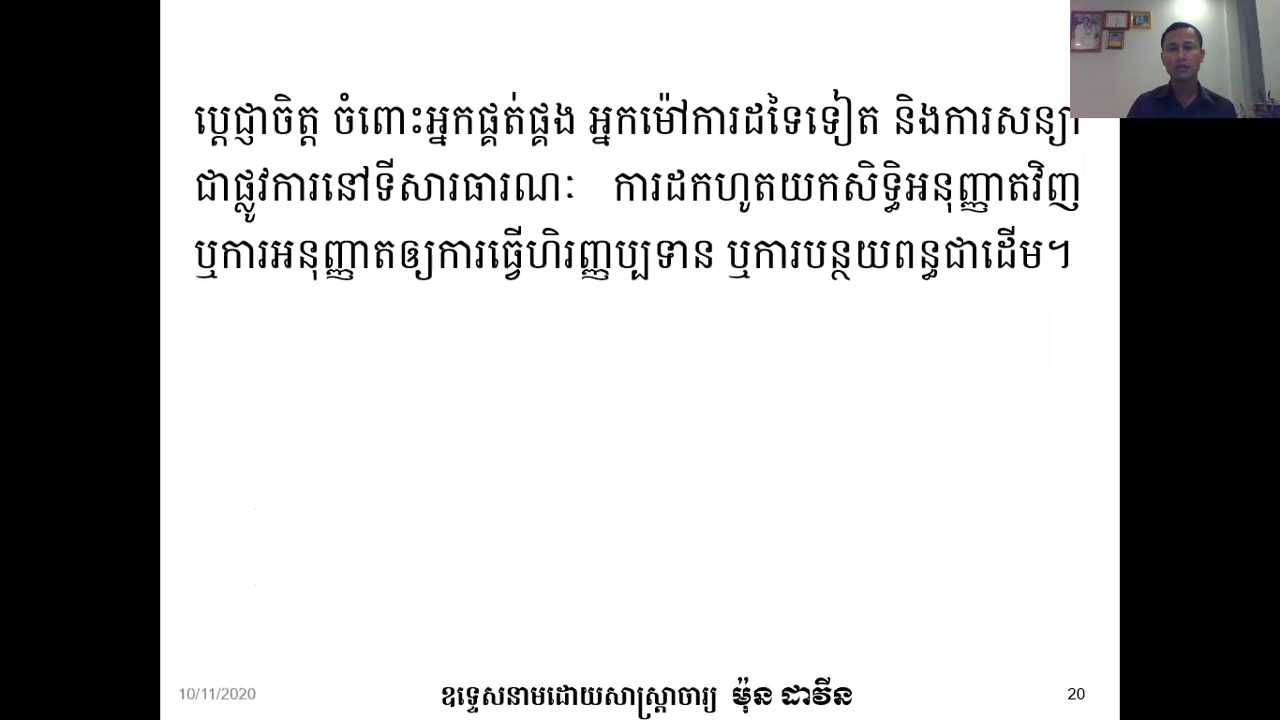 ប្តេជ្ញាចិត្ត ចំពោះអ្នកផ្គត់ផ្គង អ្នកម៉ៅការដទៃទៀត និងការសន្យា
ជាផ្លូវការនៅទីសារធារណៈ ការដកហូតយកសិទ្ធិអនុញ្ញាតវិញ
ឬការអនុញ្ញាតឲ្យការធ្វើហិរញ្ញប្បទាន ឬការបន្ថយពន្ធជាដើម។
10/11/2020 ឧទ្ទេសនាមដោយសាស្ត្រាចារ្យ ម៉ុន ដាវីន 20